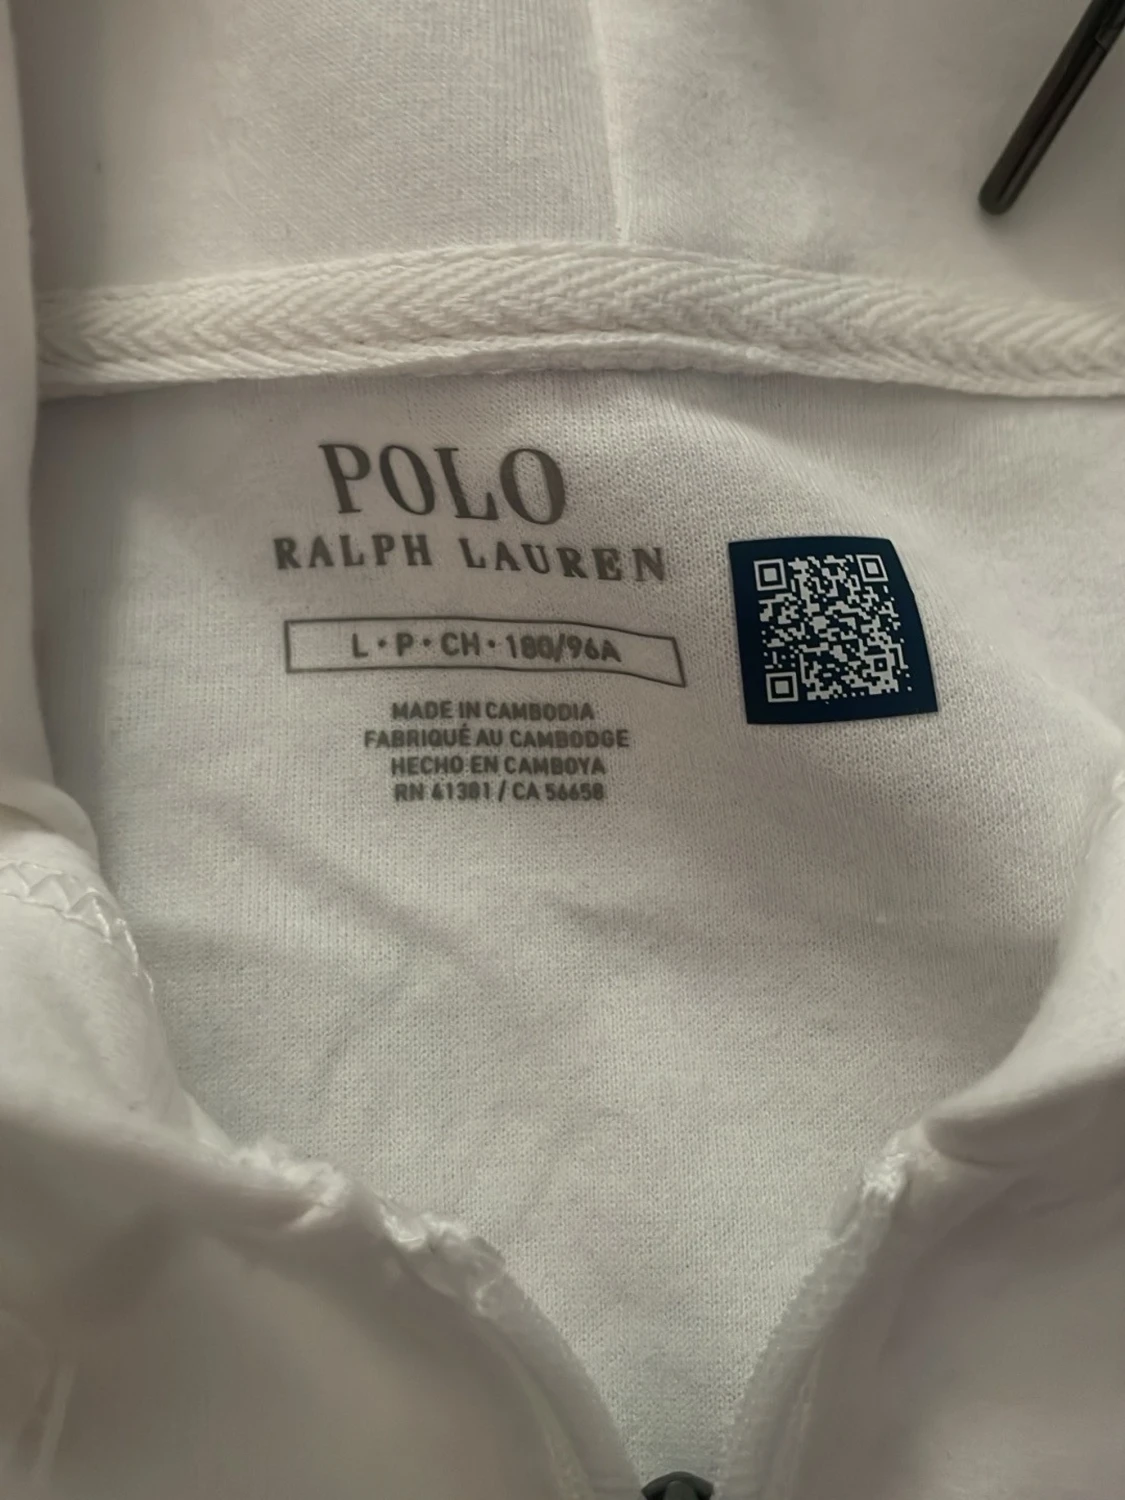 POLO
RALPH LAUREN
L • P • CH • 180/96A
MADE IN CAMBODIA
FABRIQUÉ AU CAMBODGE
HECHO EN CAMBOYA
RN 41381 / CA 56658